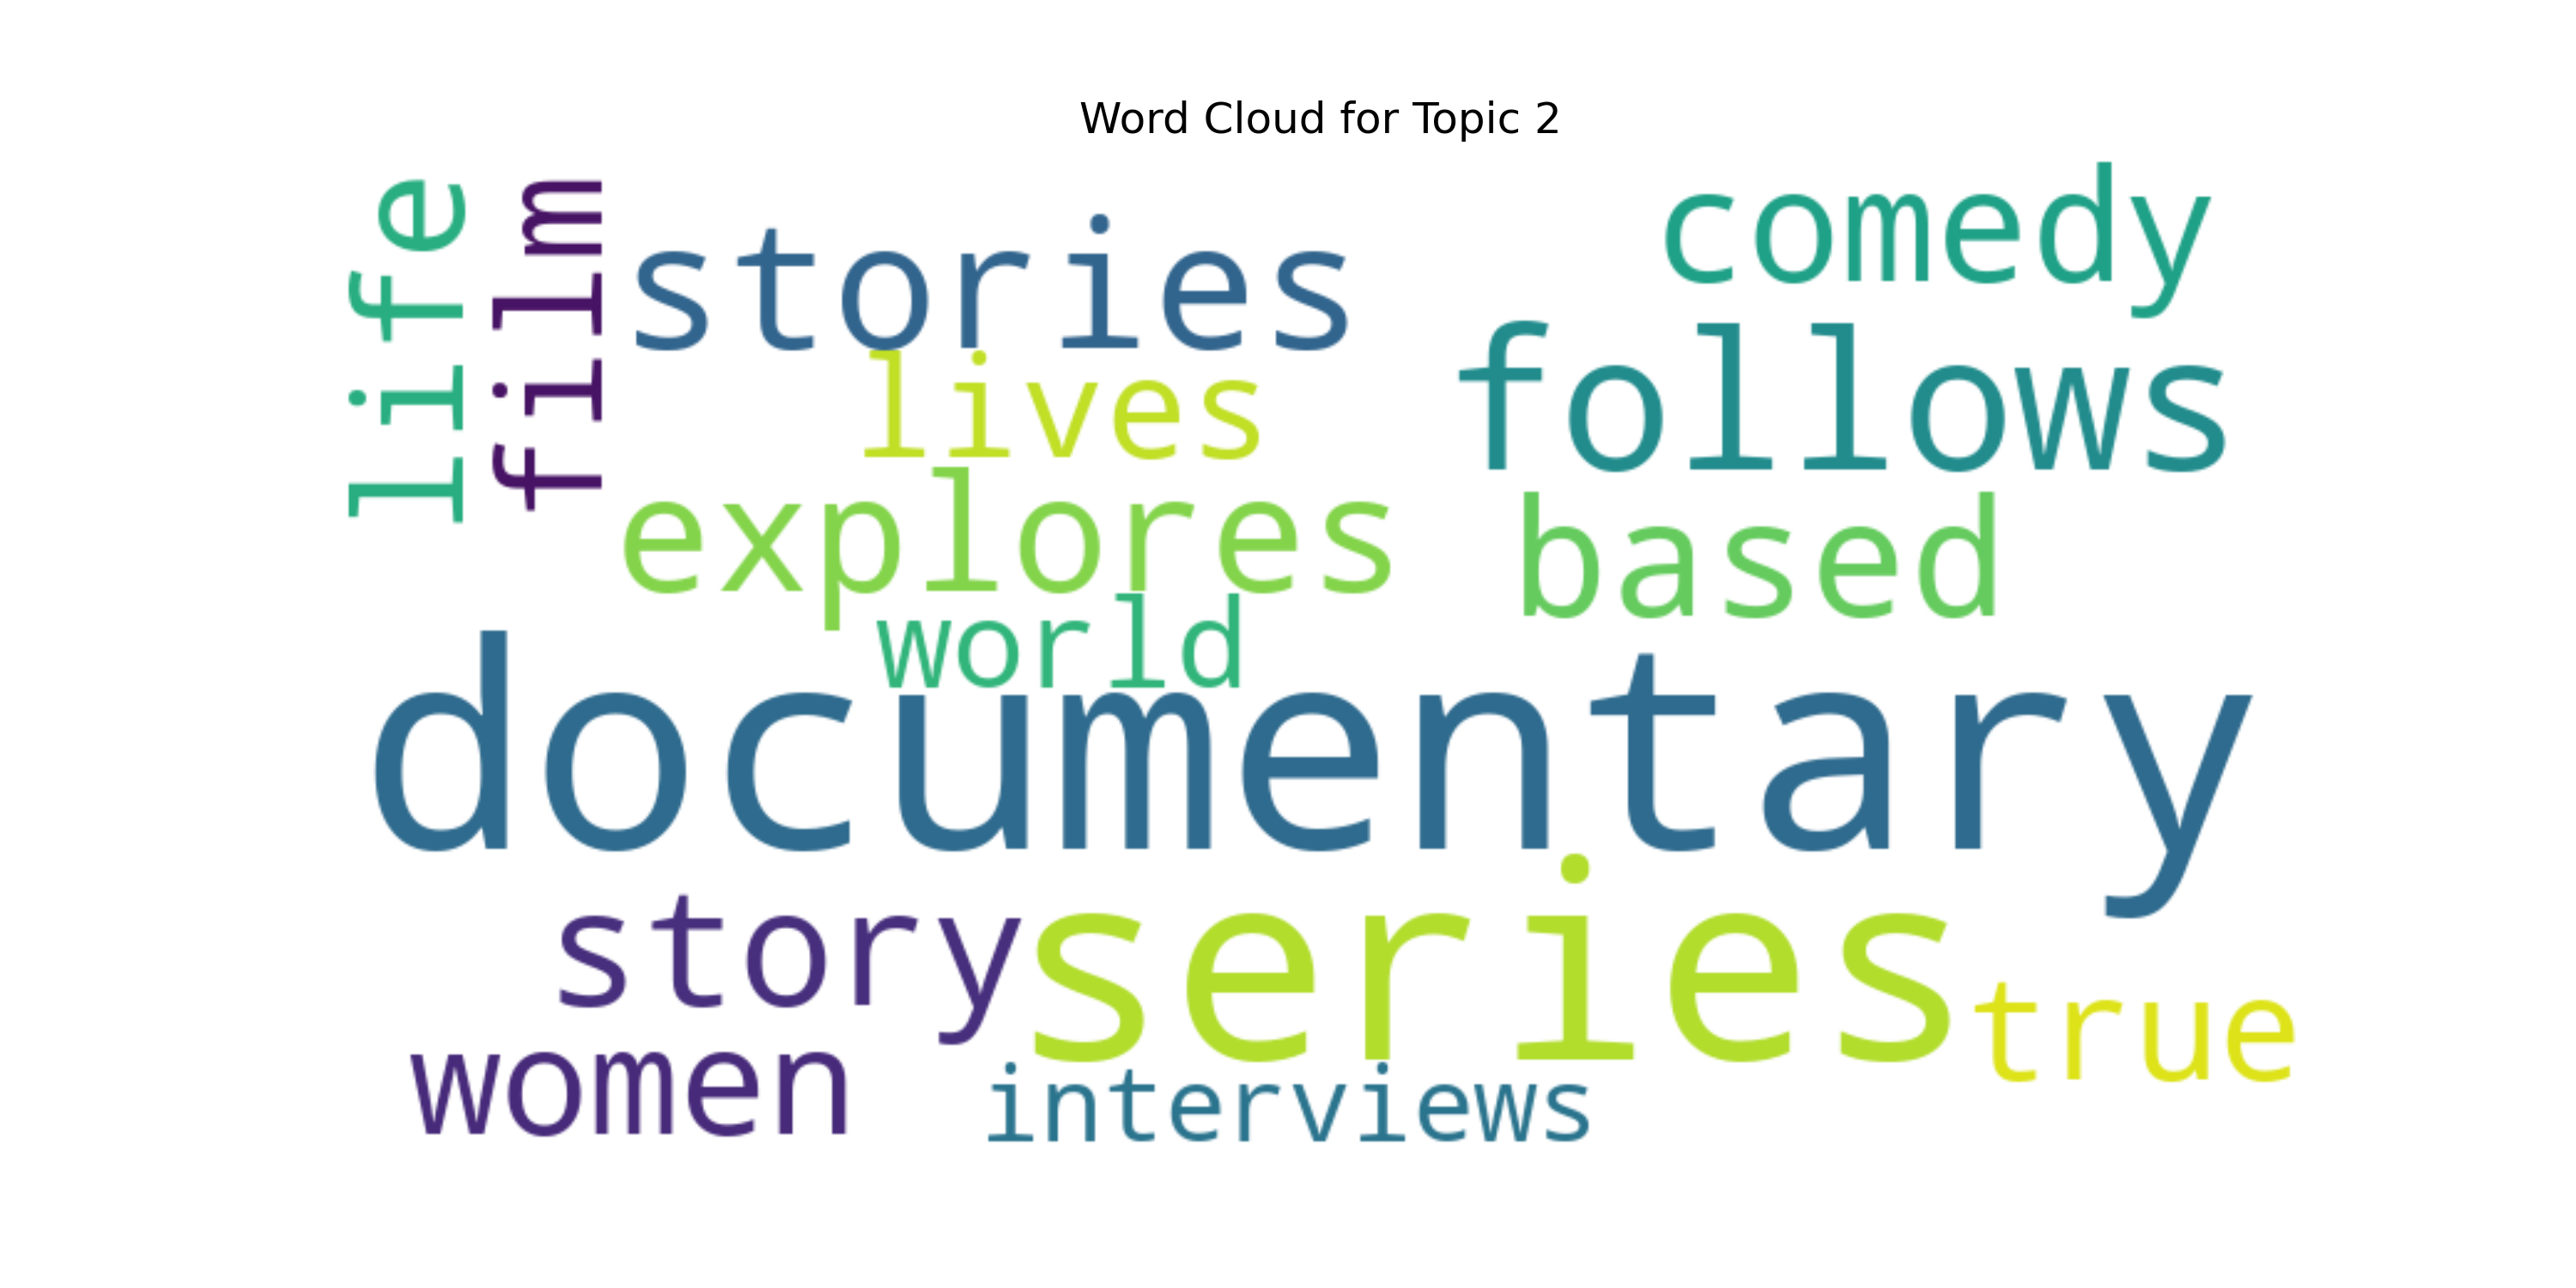 Word Cloud for Topic 2
life
film
stories
comedy
lives
follows
explores
based
world
documentary
story
series
true
women
interviews